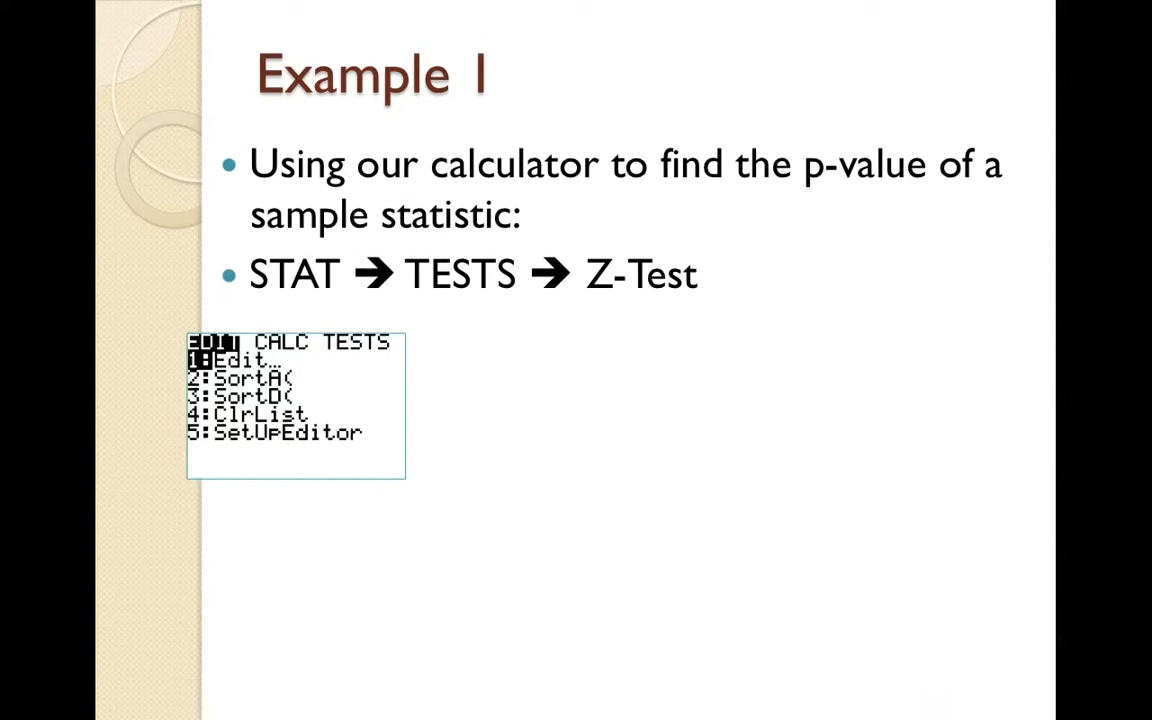 Example 1
Using our calculator to find the p-value of a
sample statistic:
STAT ➔ TESTS ➔ Z-Test
EDIT CALC TESTS
1:Edit…
2:SortA(
3:SortD(
4:ClrList
5:SetUpEditor